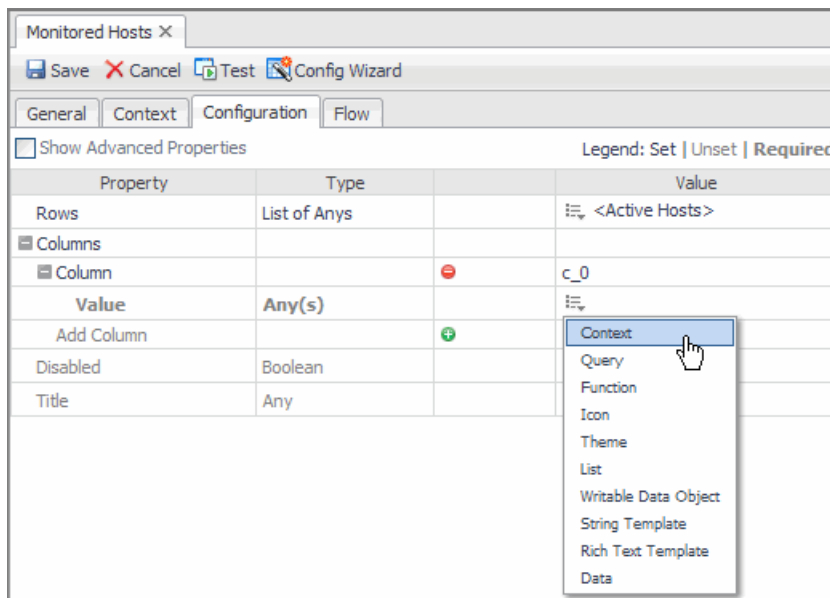 Monitored Hosts
Save Cancel Test Config Wizard
General Context Configuration Flow
Show Advanced Properties Legend: Set | Unset | Required
Property Type Value
Rows List of Anys <Active Hosts>
Columns
Column c_0
Value Any(s)
Add Column
Disabled Boolean
Title Any
Context
Query
Function
Icon
Theme
List
Writable Data Object
String Template
Rich Text Template
Data